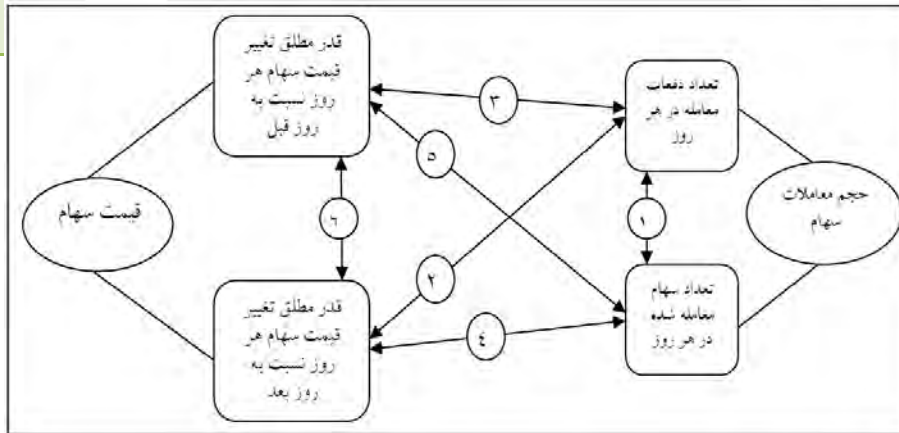 قدر مطلق تغییر
قیمت سهام هر
روز نسبت به
روز قبل
تعداد دفعات
معامله در هر
روز
۳
۵
قیمت سهام
٦
۱
حجم معاملات
سهام
۲
٤
قدر مطلق تغییر
قیمت سهام هر
روز نسبت به
روز بعد
تعداد سهام
معامله شده
در هر روز